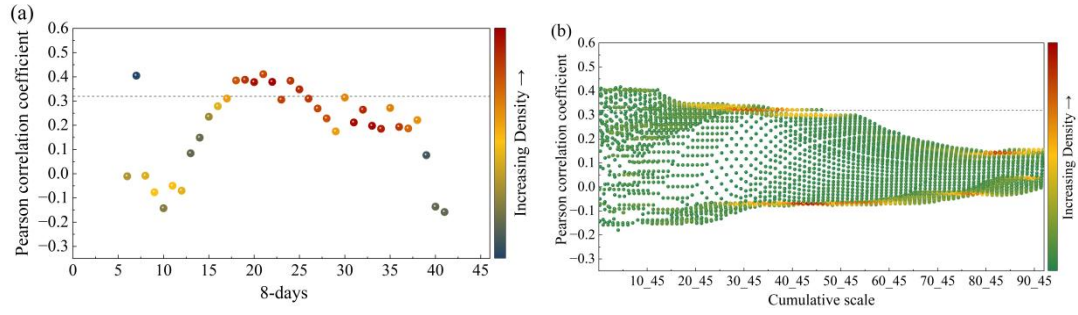 (a)
0.6
0.5
0.4
0.3
0.2
0.1
0.0
−0.1
−0.2
−0.3
Pearson correlation coefficient
0 5 10 15 20 25 30 35 40 45
8-days
Increasing Density →
(b)
0.6
0.5
0.4
0.3
0.2
0.1
0.0
−0.1
−0.2
−0.3
Pearson correlation coefficient
10_45 20_45 30_45 40_45 50_45 60_45 70_45 80_45 90_45
Cumulative scale
Increasing Density →